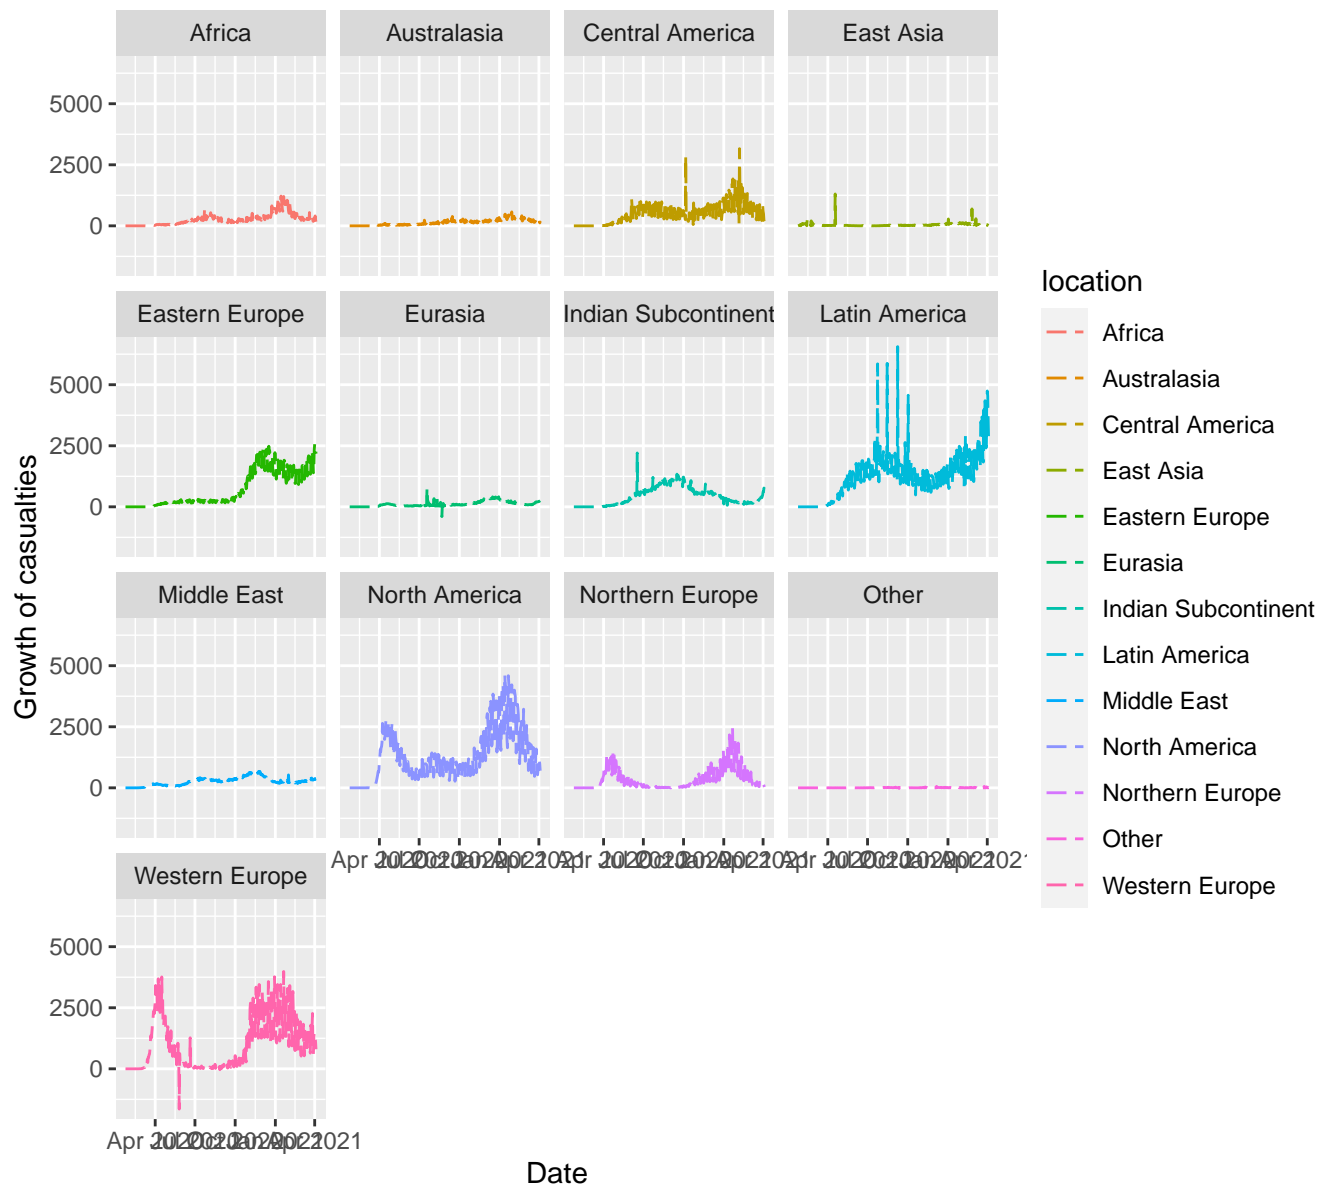 Africa
Australasia
Central America
East Asia
5000
2500
0
Eastern Europe
Eurasia
Indian Subcontinent
Latin America
5000
2500
0
Middle East
North America
Northern Europe
Other
5000
2500
0
Western Europe
5000
2500
0
Growth of casualties
Date
location
Africa
Australasia
Central America
East Asia
Eastern Europe
Eurasia
Indian Subcontinent
Latin America
Middle East
North America
Northern Europe
Other
Western Europe